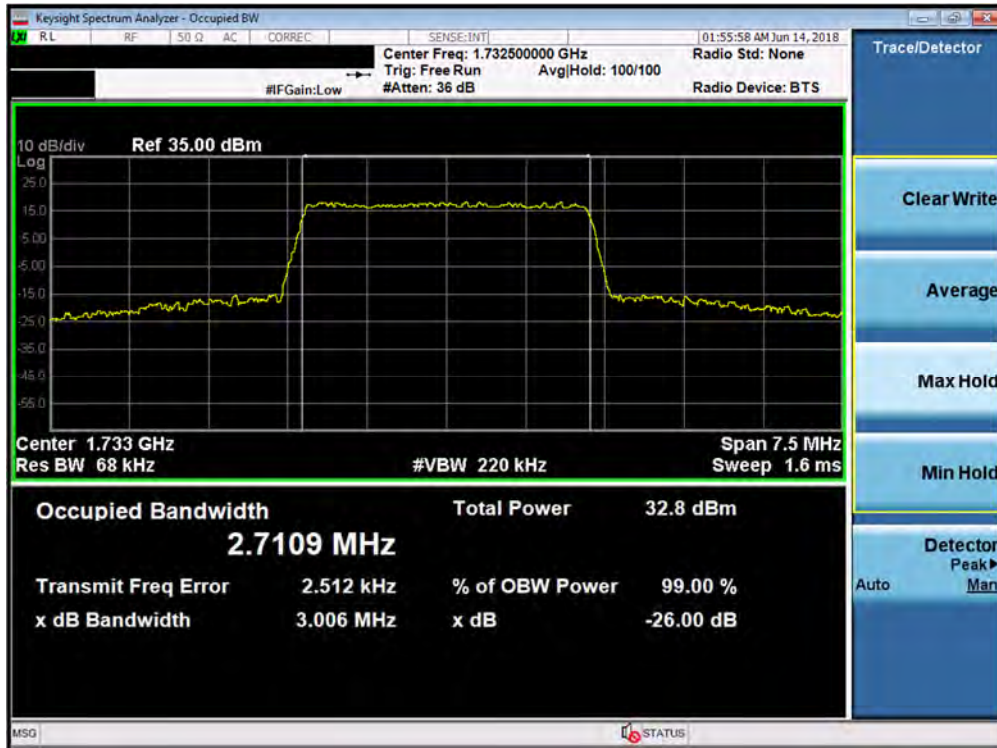 Keysight Spectrum Analyzer - Occupied BW
LXI RL RF 50 Ω AC CORREC SENSE:INT 01:55:58 AM Jun 14, 2018
Center Freq: 1.732500000 GHz Radio Std: None
Trig: Free Run Avg|Hold: 100/100
#IFGain:Low #Atten: 36 dB Radio Device: BTS
Trace/Detector
10 dB/div Ref 35.00 dBm
Log
25.0
15.0
5.00
-5.00
-15.0
-25.0
-35.0
-45.0
-55.0
Center 1.733 GHz Span 7.5 MHz
Res BW 68 kHz #VBW 220 kHz Sweep 1.6 ms
Occupied Bandwidth Total Power 32.8 dBm
2.7109 MHz
Transmit Freq Error 2.512 kHz % of OBW Power 99.00 %
x dB Bandwidth 3.006 MHz x dB -26.00 dB
Clear Write
Average
Max Hold
Min Hold
Detector
Peak▶
Auto Man
MSG STATUS